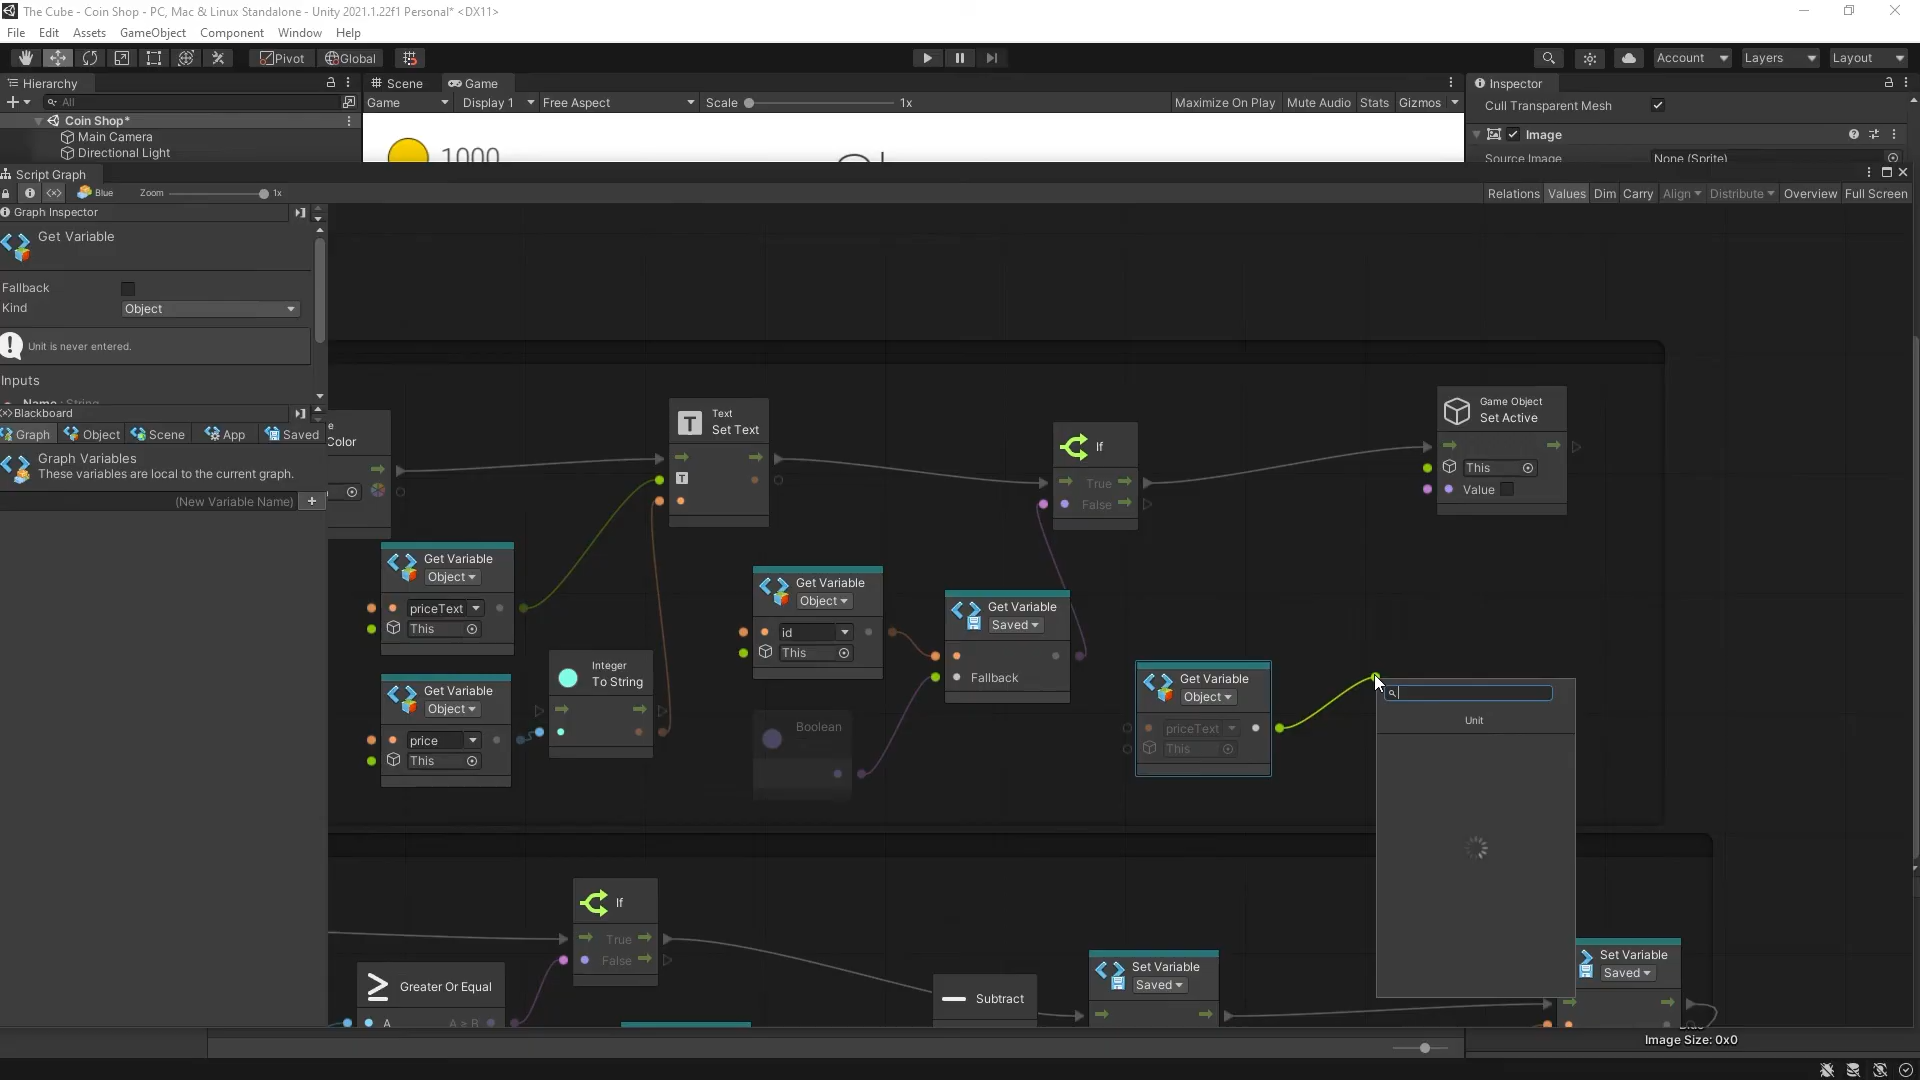 The Cube - Coin Shop - PC, Mac & Linux Standalone - Unity 2021.1.22f1 Personal* <DX11>
File Edit Assets GameObject Component Window Help
Pivot Global Account Layers Layout
Hierarchy Scene Game Inspector
All Game Display 1 Free Aspect Scale 1x Maximize On Play Mute Audio Stats Gizmos Cull Transparent Mesh
Coin Shop*
Main Camera
Image
Directional Light
1000
Source Image None (Sprite)
Script Graph
Blue Zoom 1x Relations Values Dim Carry Align Distribute Overview Full Screen
Graph Inspector
Get Variable
Fallback
Kind Object
Unit is never entered.
Inputs
Name : String
Blackboard
Graph Object Scene App Saved
Graph Variables
These variables are local to the current graph.
(New Variable Name)
Color
Text
Set Text
If
True
False
Game Object
Set Active
This
Value
Get Variable
Object
priceText
This
Get Variable
Object
price
This
Integer
To String
Get Variable
Object
id
This
Boolean
Get Variable
Saved
Fallback
Get Variable
Object
priceText
This
Unit
If
True
False
Greater Or Equal
A A ≥ B
Subtract
Set Variable
Saved
Set Variable
Saved
Blue
Image Size: 0x0